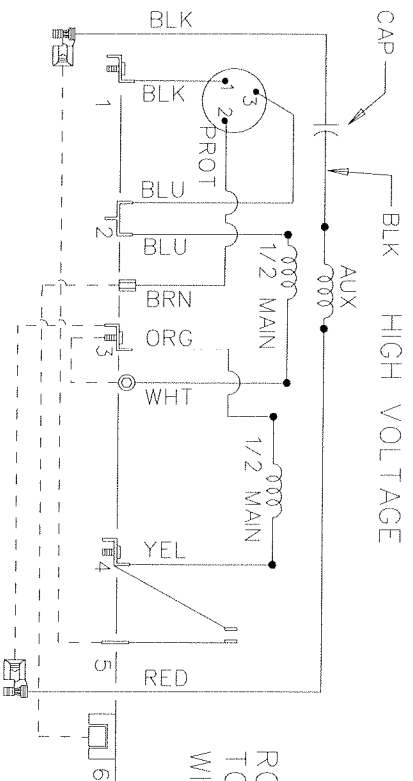 BLK
CAP
BLK
AUX
HIGH VOLTAGE
1
BLK
1
2
3
PROT
2
BLU
BLU
1/2 MAIN
BRN
3
ORG
WHT
1/2 MAIN
4
YEL
5
RED
6
RO
TO
WI